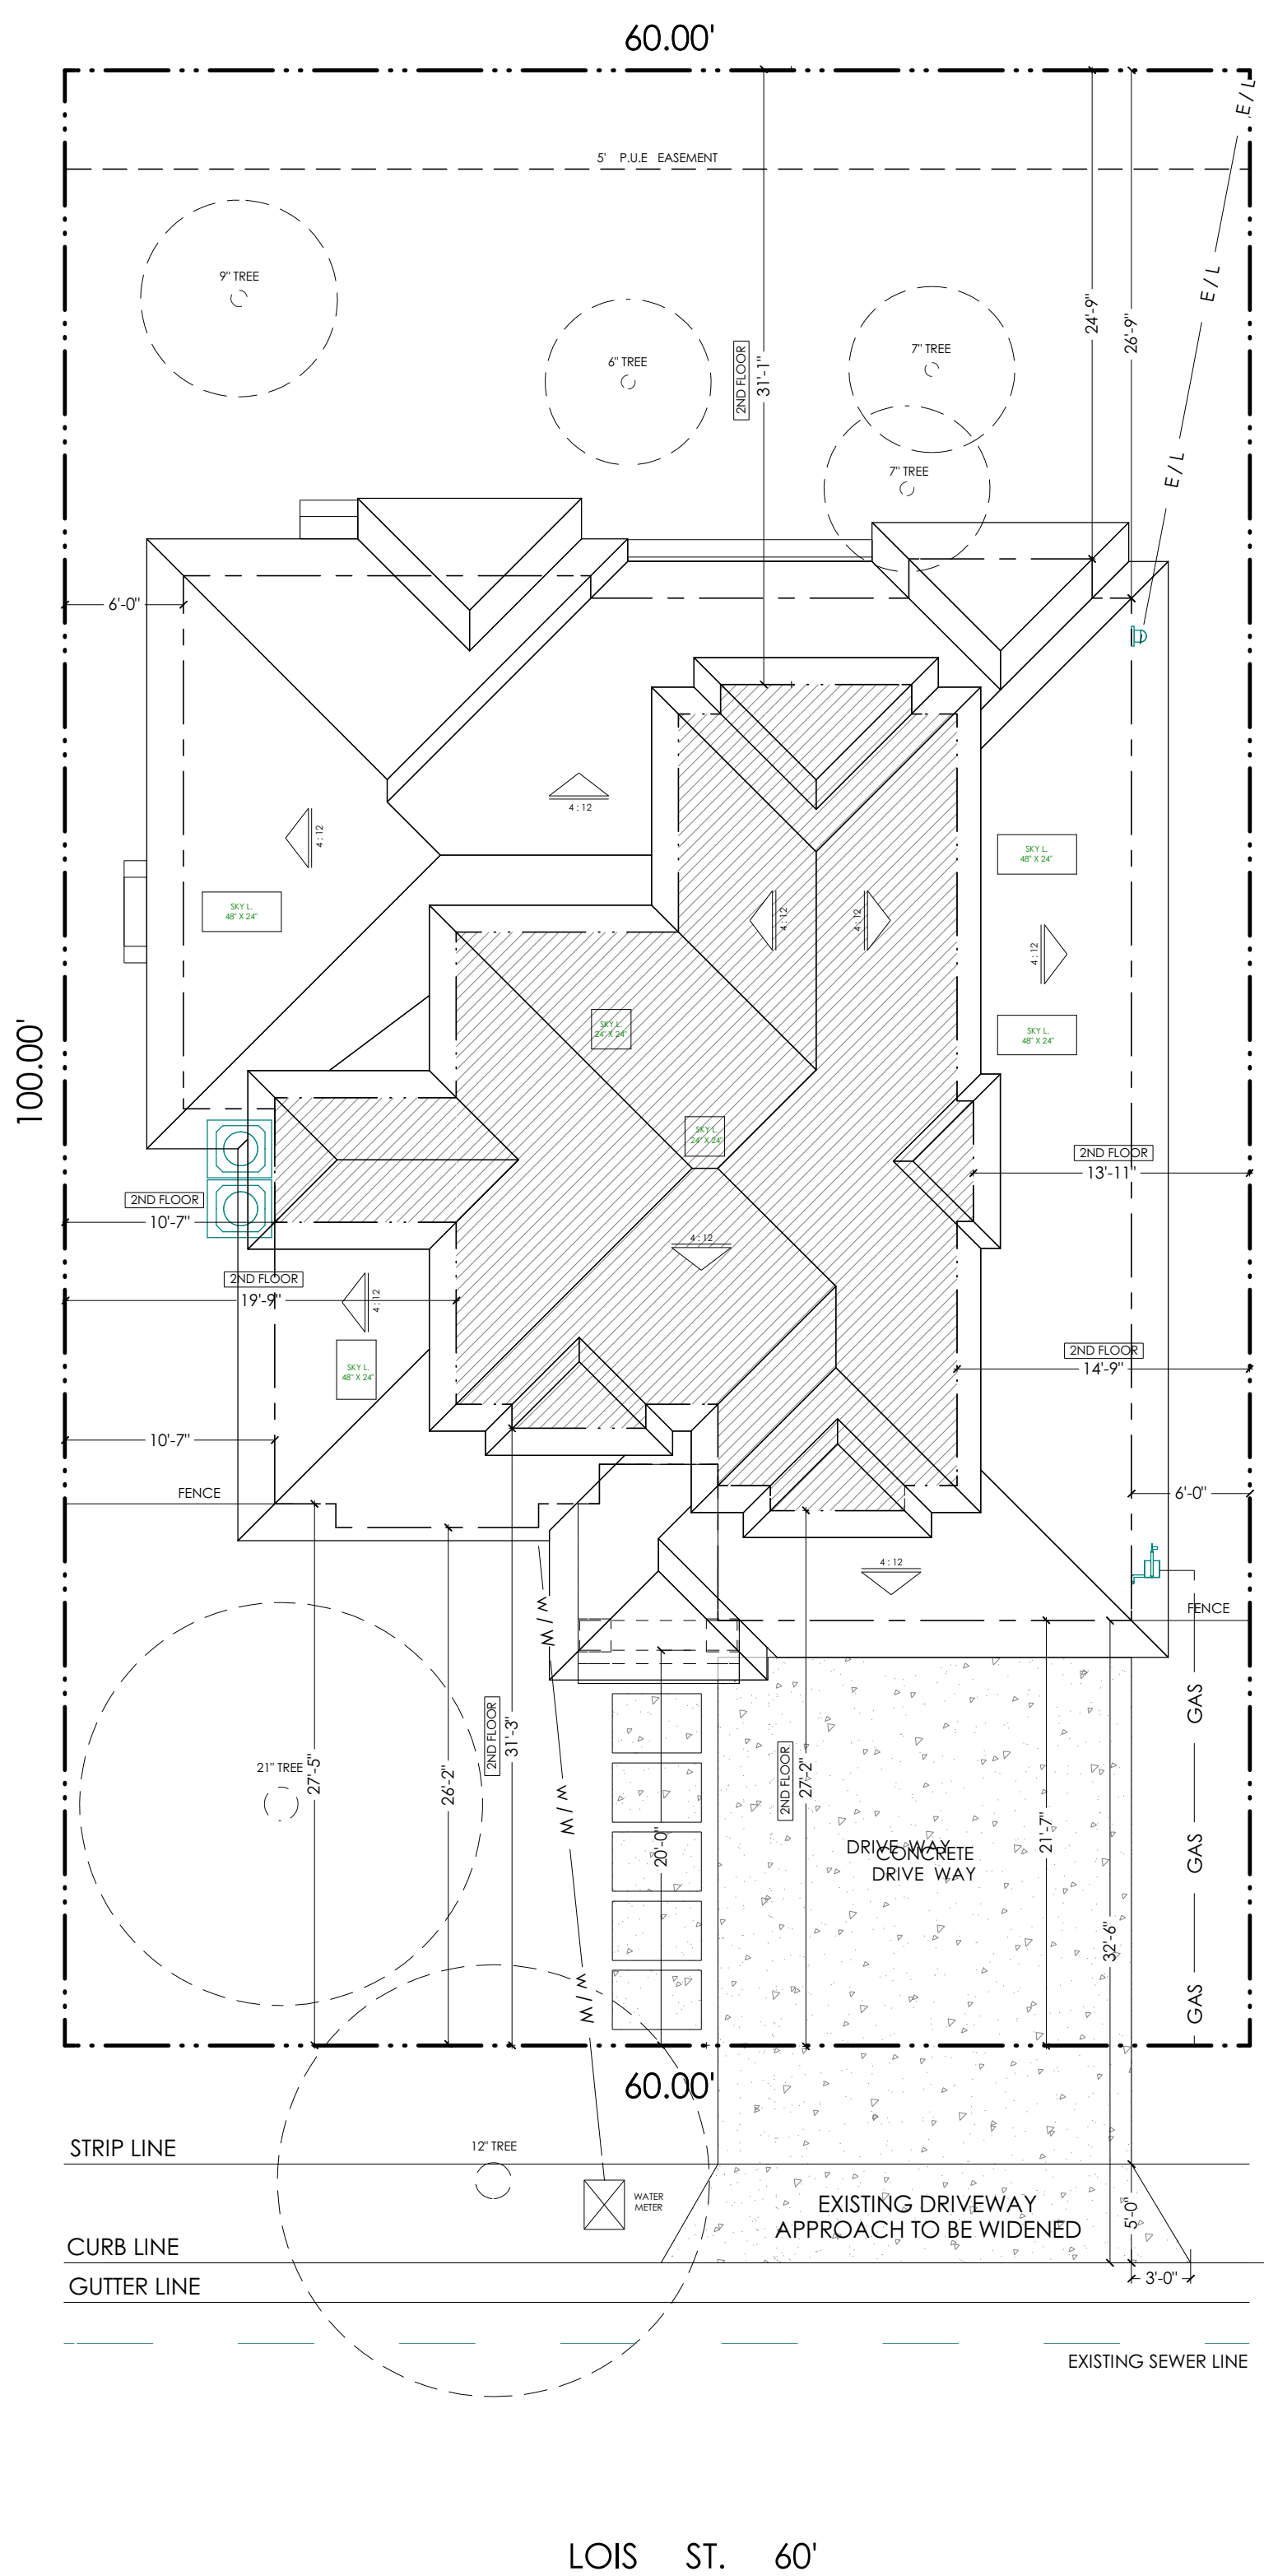 60.00'
E / L
5' P.U.E EASEMENT
9" TREE
E / L
24'-9"
26'-9"
7" TREE
6" TREE
2ND FLOOR
31'-1"
E / L
7" TREE
6'-0"
4 : 12
4 : 12
SKY L.
48" X 24"
SKY L.
48" X 24"
4 : 12
4 : 12
4 : 12
SKY L.
24" X 24"
SKY L.
48" X 24"
100.00'
SKY L.
24" X 24"
2ND FLOOR
13'-11"
2ND FLOOR
10'-7"
4 : 12
2ND FLOOR
19'-9"
4 : 12
2ND FLOOR
14'-9"
SKY L.
48" X 24"
10'-7"
FENCE
6'-0"
4 : 12
FENCE
W / W
GAS
2ND FLOOR
31'-3"
21" TREE
27'-5"
26'-2"
W / W
2ND FLOOR
27'-2"
20'-0"
DRIVE WAY
CONCRETE
DRIVE WAY
21'-7"
GAS
32'-6"
W / W
GAS
60.00'
STRIP LINE
12" TREE
WATER
METER
EXISTING DRIVEWAY
APPROACH TO BE WIDENED
5'-0"
CURB LINE
3'-0"
GUTTER LINE
EXISTING SEWER LINE
LOIS ST. 60'